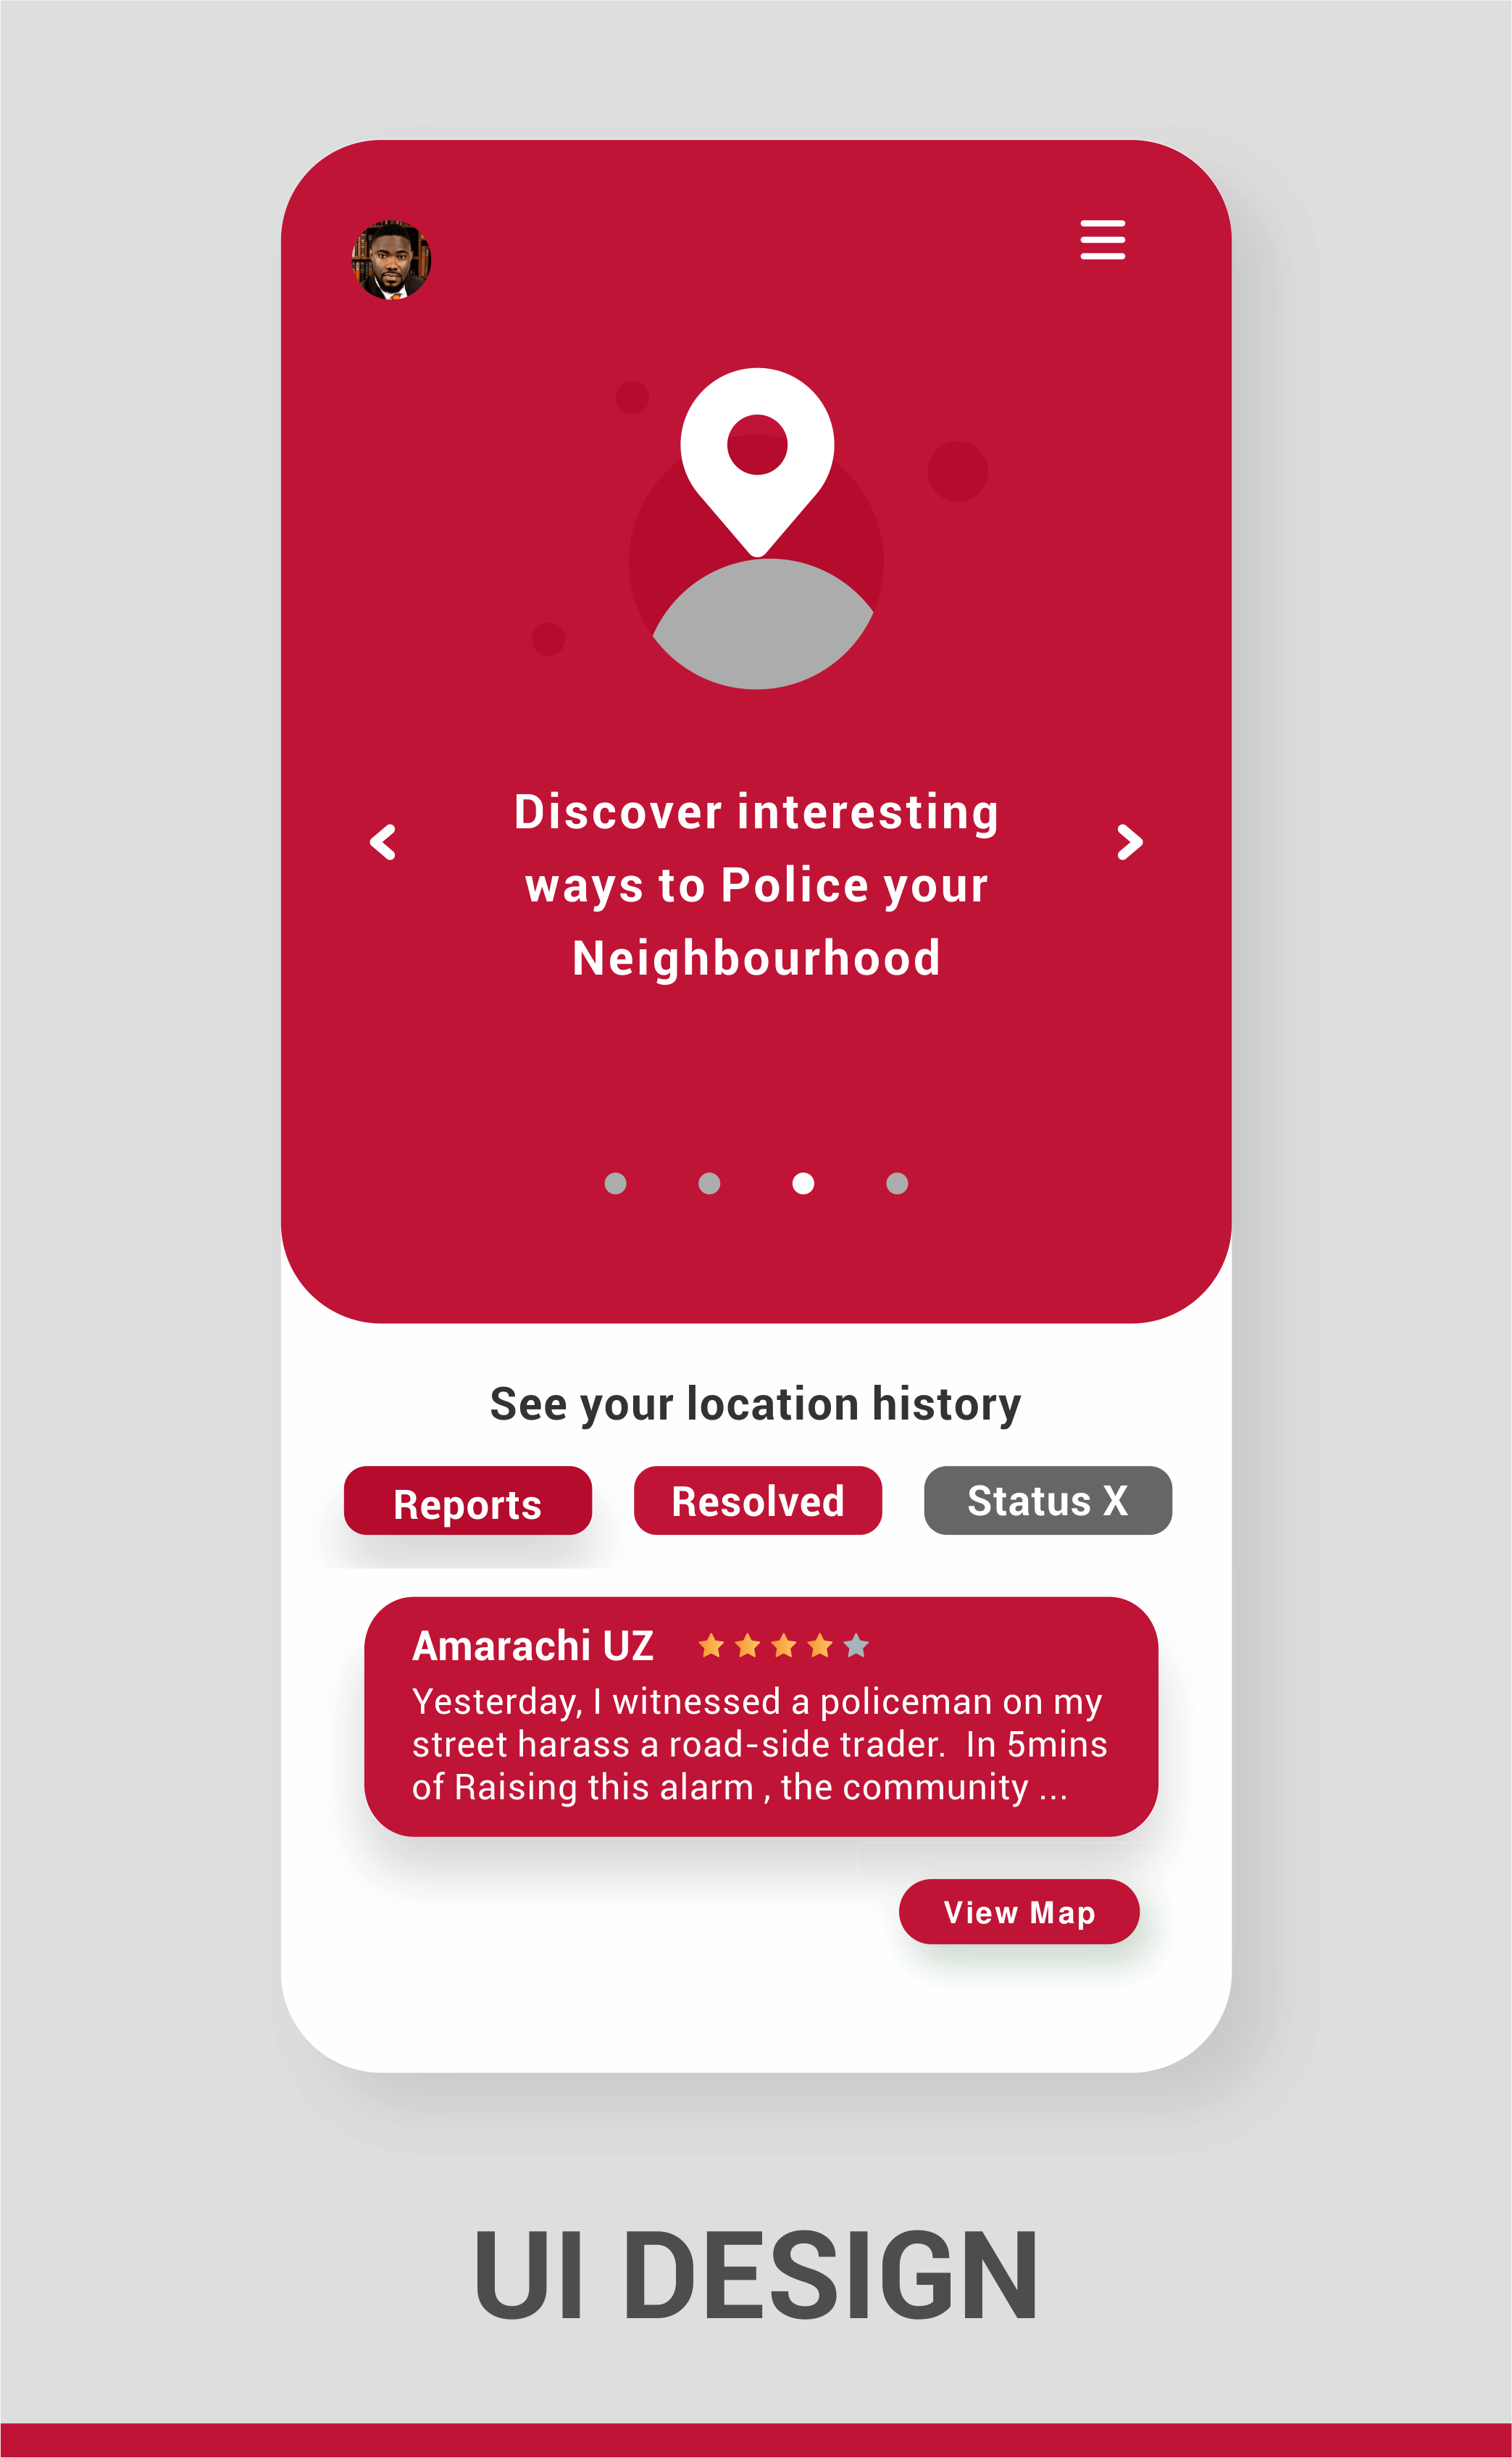 Discover interesting
ways to Police your
Neighbourhood
See your location history
Reports
Resolved
Status X
Amarachi UZ
Yesterday, I witnessed a policeman on my
street harass a road-side trader.  In 5mins
of Raising this alarm , the community ...
View Map
UI DESIGN